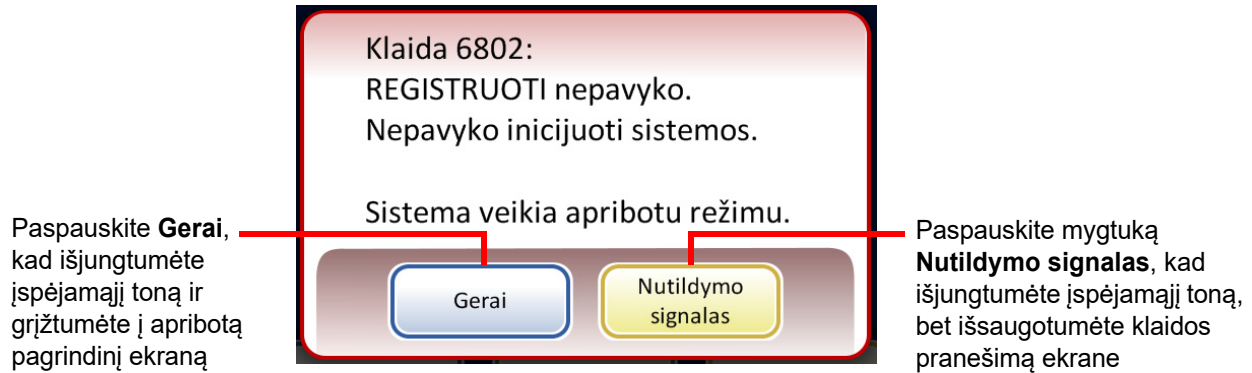 Klaida 6802:
REGISTRUOTI nepavyko.
Nepavyko inicijuoti sistemos.
Sistema veikia apribotu režimu.
Gerai
Nutildymo
signalas
Paspauskite Gerai,
kad išjungtumėte
įspėjamąjį toną ir
grįžtumėte į apribotą
pagrindinį ekraną
Paspauskite mygtuką
Nutildymo signalas, kad
išjungtumėte įspėjamąjį toną,
bet išsaugotumėte klaidos
pranešimą ekrane